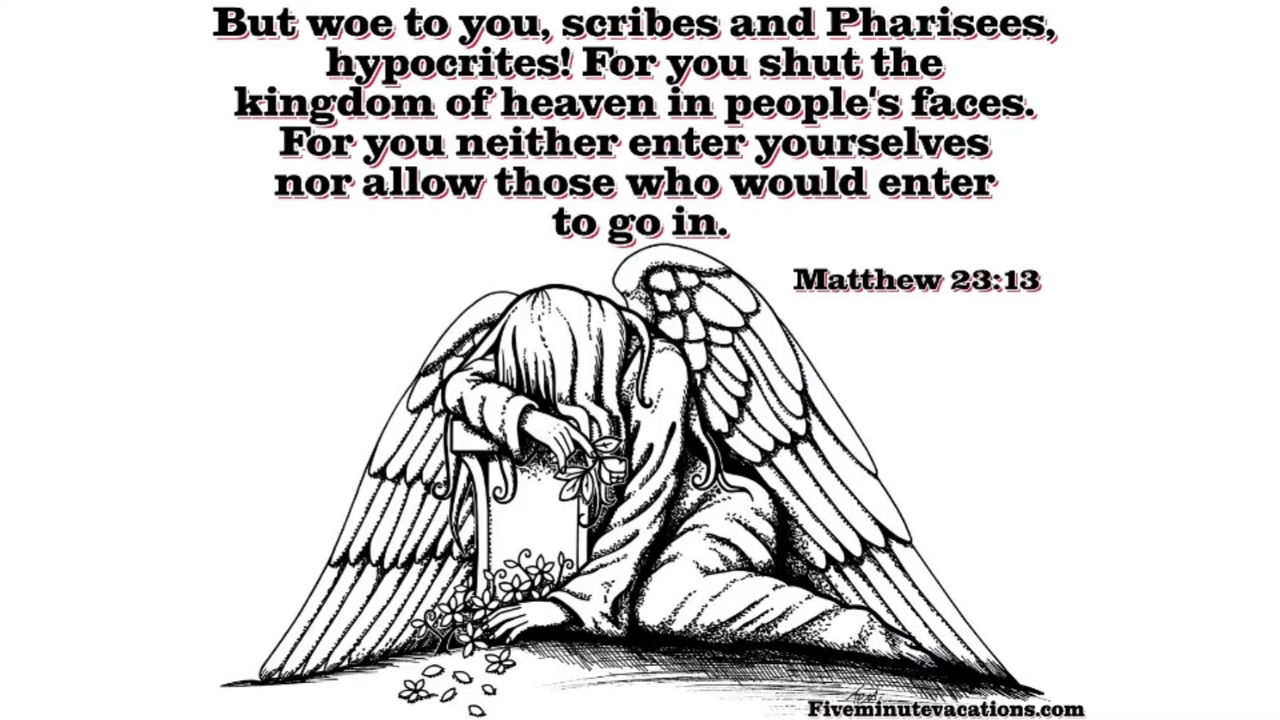 But woe to you, scribes and Pharisees,
hypocrites! For you shut the
kingdom of heaven in people's faces.
For you neither enter yourselves
nor allow those who would enter
to go in.
Matthew 23:13
Fiveminutevacations.com